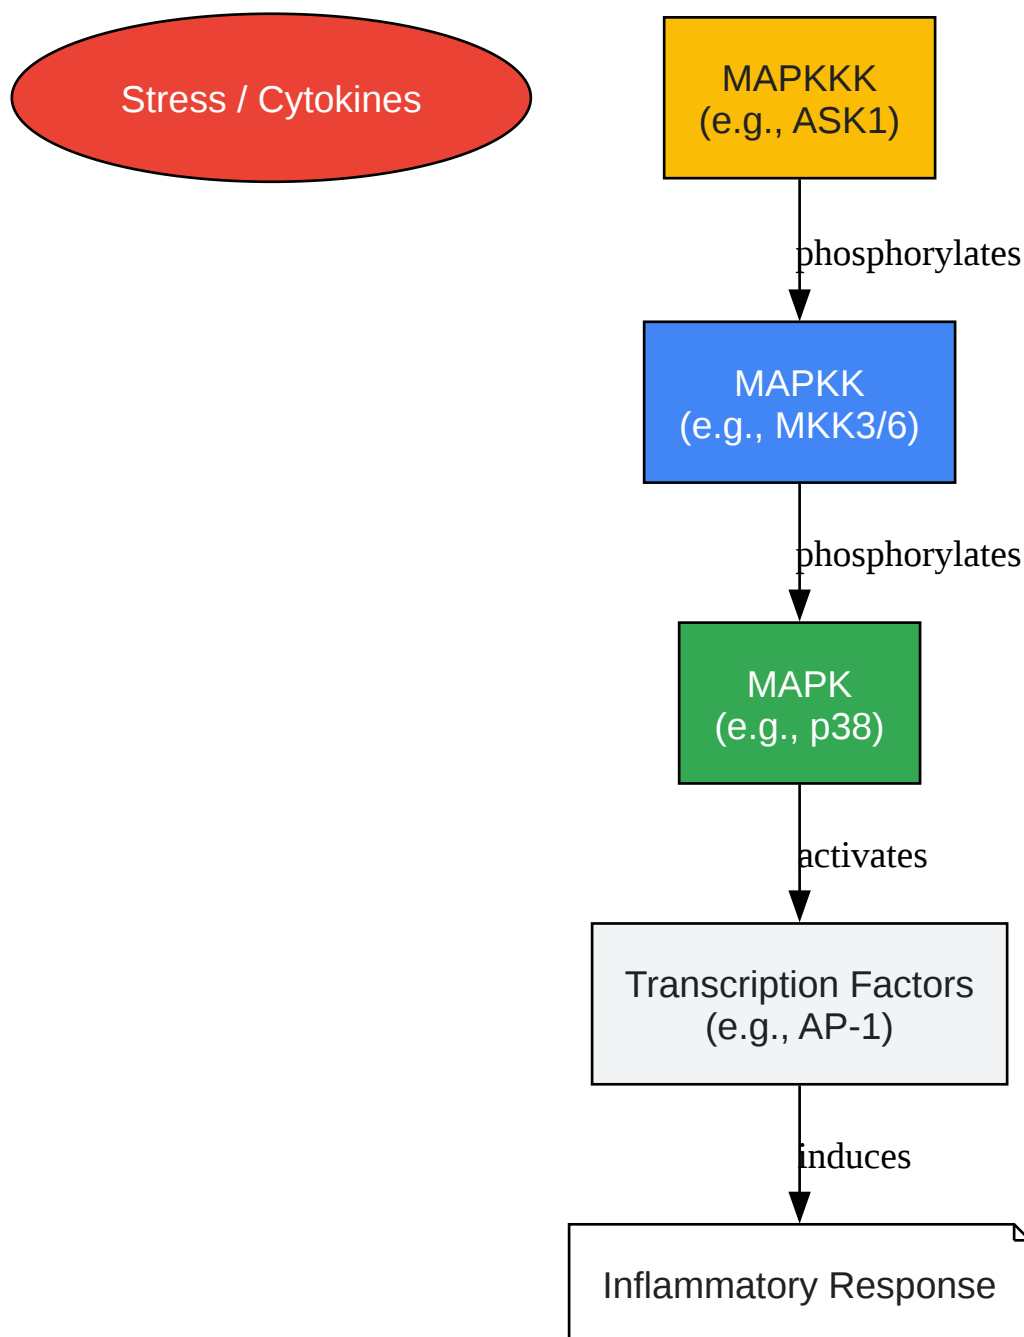 Stress / Cytokines
MAPKKK
(e.g., ASK1)
phosphorylates
MAPKK
(e.g., MKK3/6)
phosphorylates
MAPK
(e.g., p38)
activates
Transcription Factors
(e.g., AP-1)
induces
Inflammatory Response